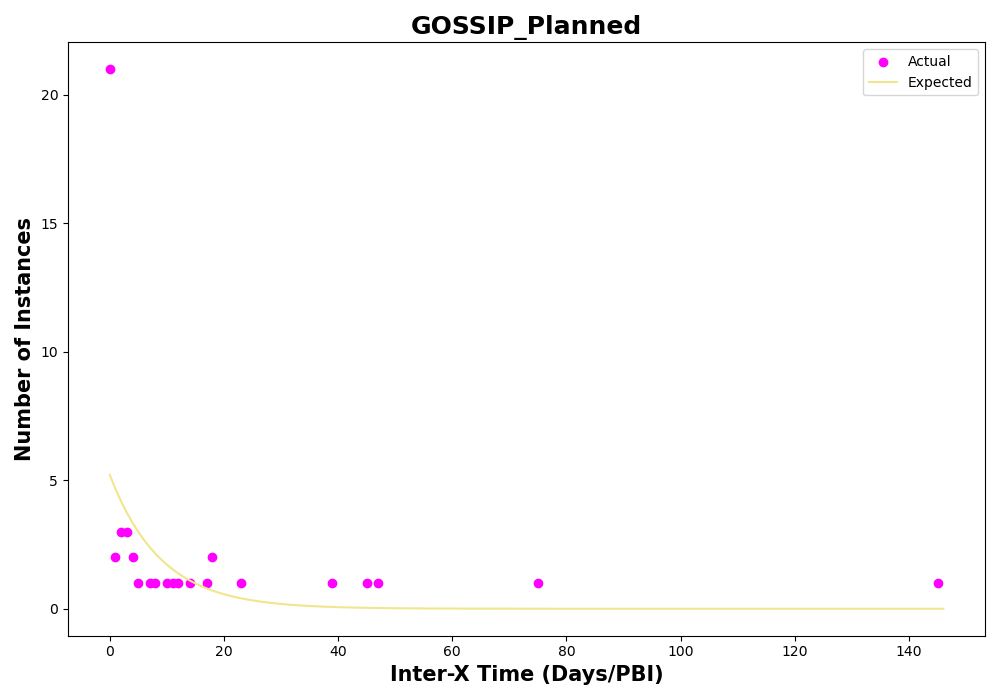 GOSSIP_Planned
Actual
Expected
Number of Instances
20
15
10
5
0
0 20 40 60 80 100 120 140
Inter-X Time (Days/PBI)